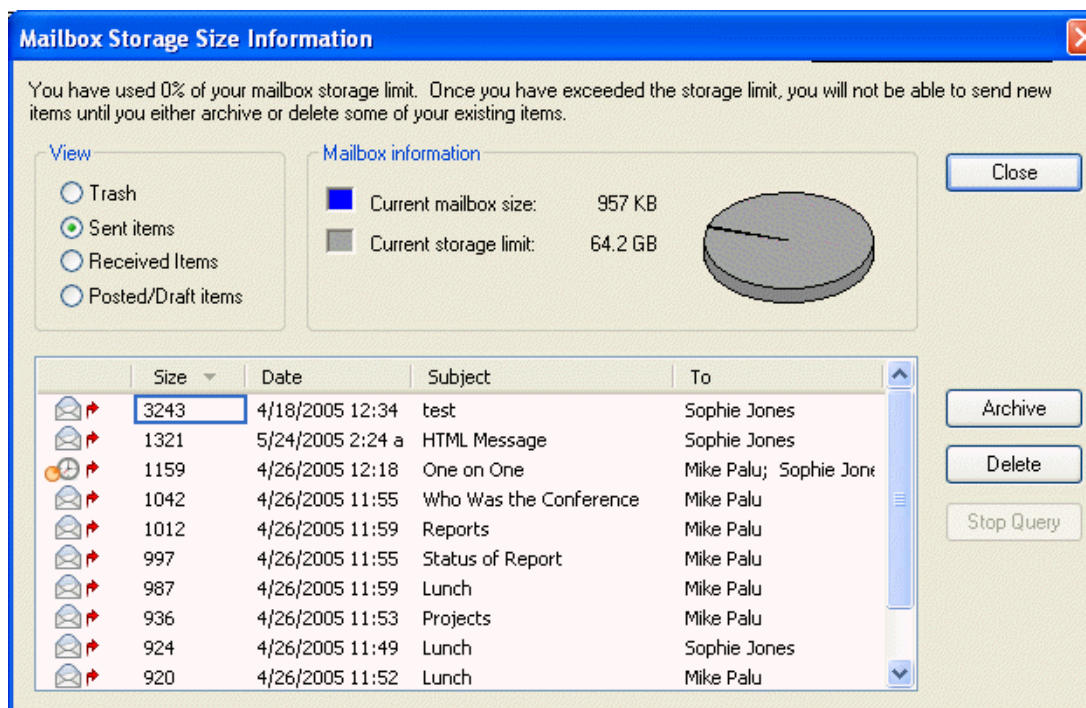 Mailbox Storage Size Information
You have used 0% of your mailbox storage limit. Once you have exceeded the storage limit, you will not be able to send new
items until you either archive or delete some of your existing items.
View
Trash
Sent items
Received Items
Posted/Draft items
Mailbox information
Current mailbox size: 957 KB
Current storage limit: 64.2 GB
Close
Size Date Subject To
3243 4/18/2005 12:34 test Sophie Jones
1321 5/24/2005 2:24 a HTML Message Sophie Jones
1159 4/26/2005 12:18 One on One Mike Palu; Sophie Jone
1042 4/26/2005 11:55 Who Was the Conference Mike Palu
1012 4/26/2005 11:59 Reports Mike Palu
997 4/26/2005 11:55 Status of Report Mike Palu
987 4/26/2005 11:59 Lunch Mike Palu
936 4/26/2005 11:53 Projects Mike Palu
924 4/26/2005 11:49 Lunch Sophie Jones
920 4/26/2005 11:52 Lunch Mike Palu
Archive
Delete
Stop Query